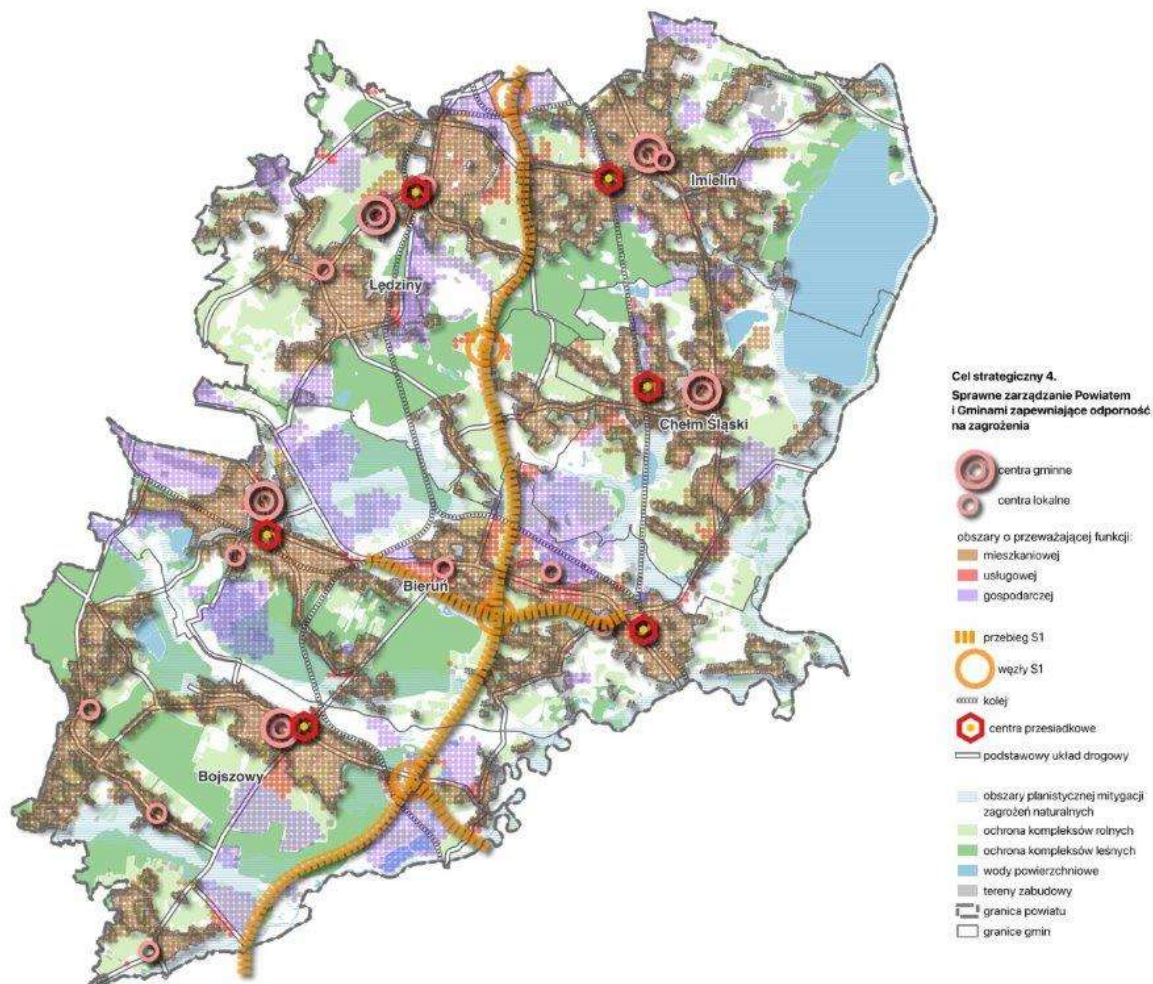 Imielin
Lędziny
Chełm Śląski
Bieruń
Bojszowy
Cel strategiczny 4.
Sprawne zarządzanie Powiatem
i Gminami zapewniające odporność
na zagrożenia
centra gminne
centra lokalne
obszary o przeważającej funkcji:
mieszkaniowej
usługowej
gospodarczej
przebieg S1
węzły S1
kolej
centra przesiadkowe
podstawowy układ drogowy
obszary planistycznej mitygacji
zagrożeń naturalnych
ochrona kompleksów rolnych
ochrona kompleksów leśnych
wody powierzchniowe
tereny zabudowy
granica powiatu
granice gmin